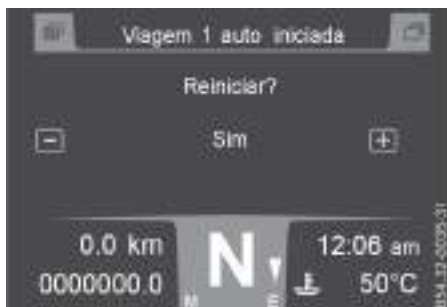 Viagem 1 auto iniciada
Reiniciar?
- Sim +
0.0 km
N
12:06 am
0000000.0
M
E
50°C